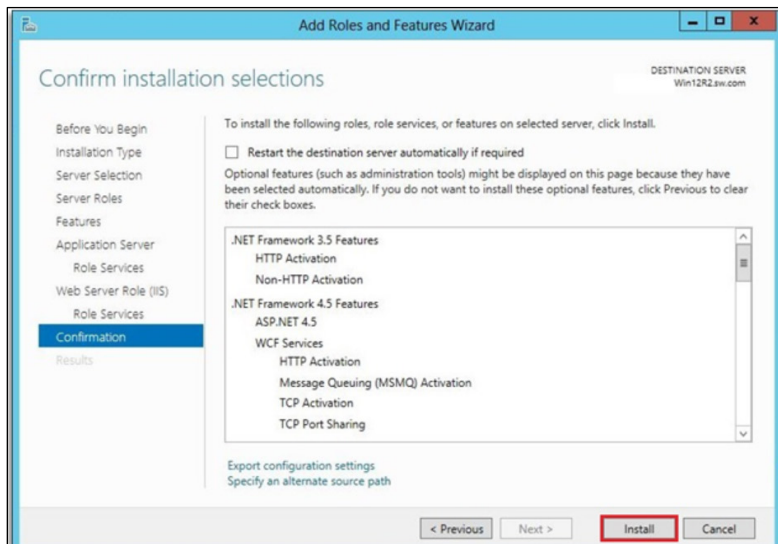 Add Roles and Features Wizard
Confirm installation selections
DESTINATION SERVER
Win12R2.sw.com
Before You Begin
Installation Type
Server Selection
Server Roles
Features
Application Server
Role Services
Web Server Role (IIS)
Role Services
Confirmation
Results
To install the following roles, role services, or features on selected server, click Install.
Restart the destination server automatically if required
Optional features (such as administration tools) might be displayed on this page because they have
been selected automatically. If you do not want to install these optional features, click Previous to clear
their check boxes.
.NET Framework 3.5 Features
HTTP Activation
Non-HTTP Activation
.NET Framework 4.5 Features
ASP.NET 4.5
WCF Services
HTTP Activation
Message Queuing (MSMQ) Activation
TCP Activation
TCP Port Sharing
Export configuration settings
Specify an alternate source path
< Previous
Next >
Install
Cancel